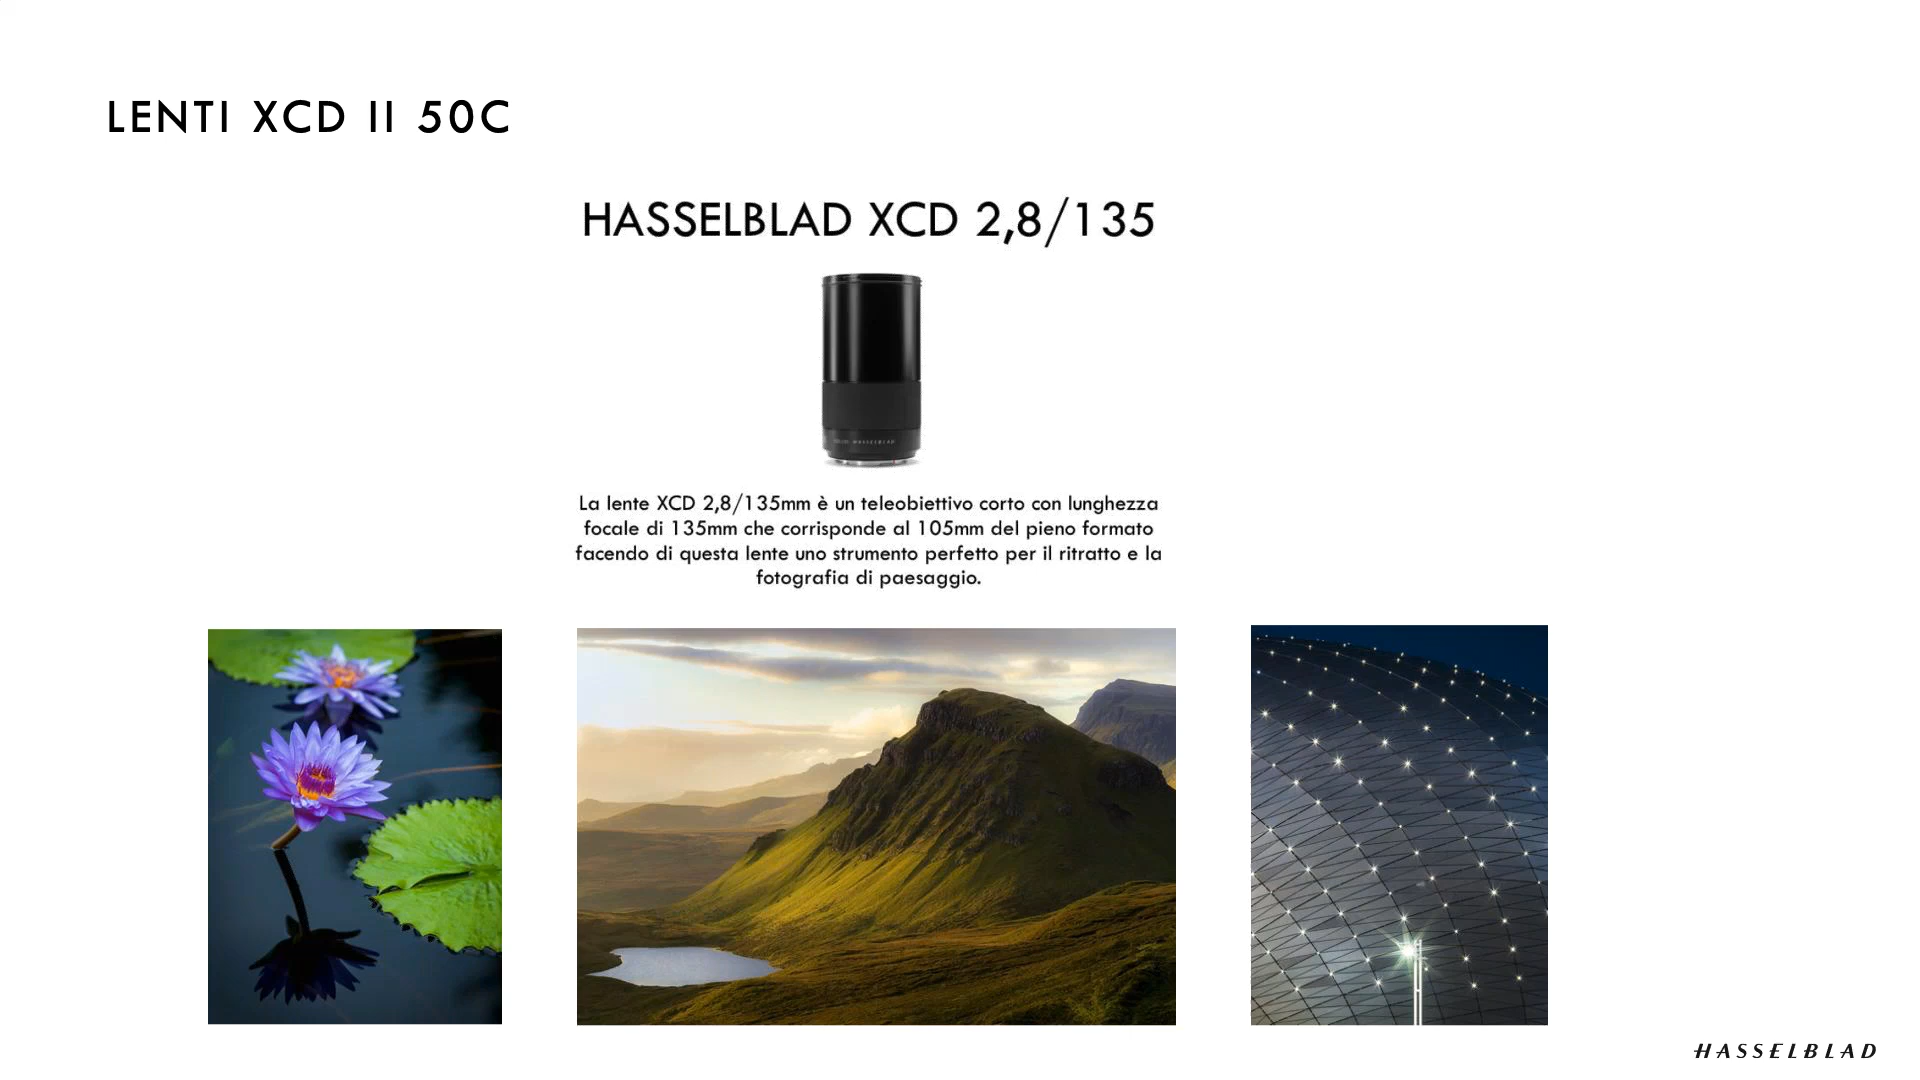 LENTI XCD II 50C
HASSELBLAD XCD 2,8/135
HASSELBLAD
La lente XCD 2,8/135mm è un teleobiettivo corto con lunghezza
focale di 135mm che corrisponde al 105mm del pieno formato
facendo di questa lente uno strumento perfetto per il ritratto e la
fotografia di paesaggio.
HASSELBLAD